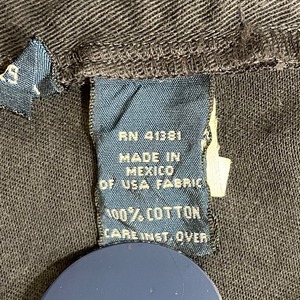 RN 41381
MADE IN
MEXICO
OF USA FABRIC
100% COTTON
CARE INST. OVER